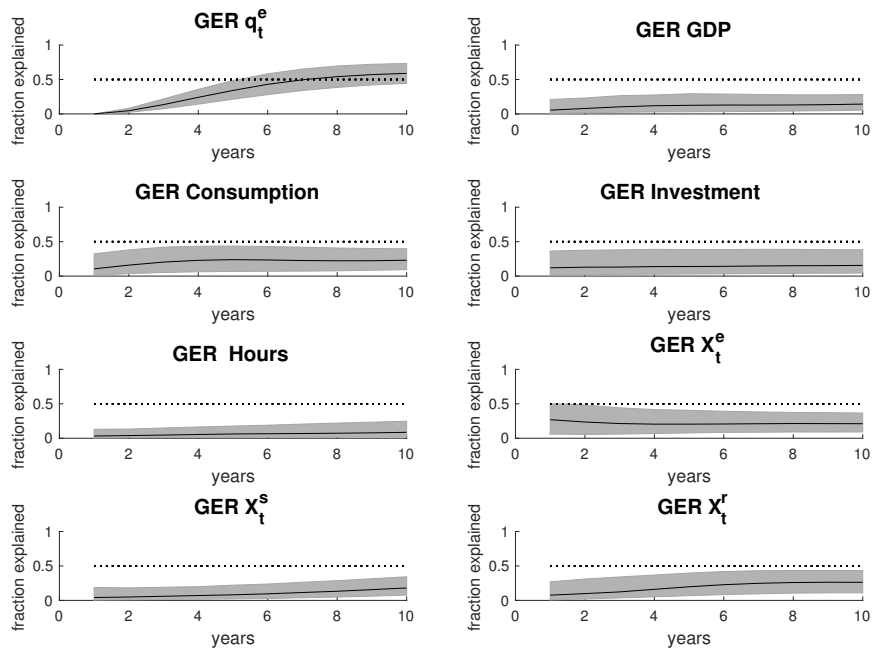 GER q_t^e
fraction explained
1
0.5
0
0 2 4 6 8 10
years
GER GDP
fraction explained
1
0.5
0
0 2 4 6 8 10
years
GER Consumption
fraction explained
1
0.5
0
0 2 4 6 8 10
years
GER Investment
fraction explained
1
0.5
0
0 2 4 6 8 10
years
GER Hours
fraction explained
1
0.5
0
0 2 4 6 8 10
years
GER X_t^e
fraction explained
1
0.5
0
0 2 4 6 8 10
years
GER X_t^s
fraction explained
1
0.5
0
0 2 4 6 8 10
years
GER X_t^r
fraction explained
1
0.5
0
0 2 4 6 8 10
years